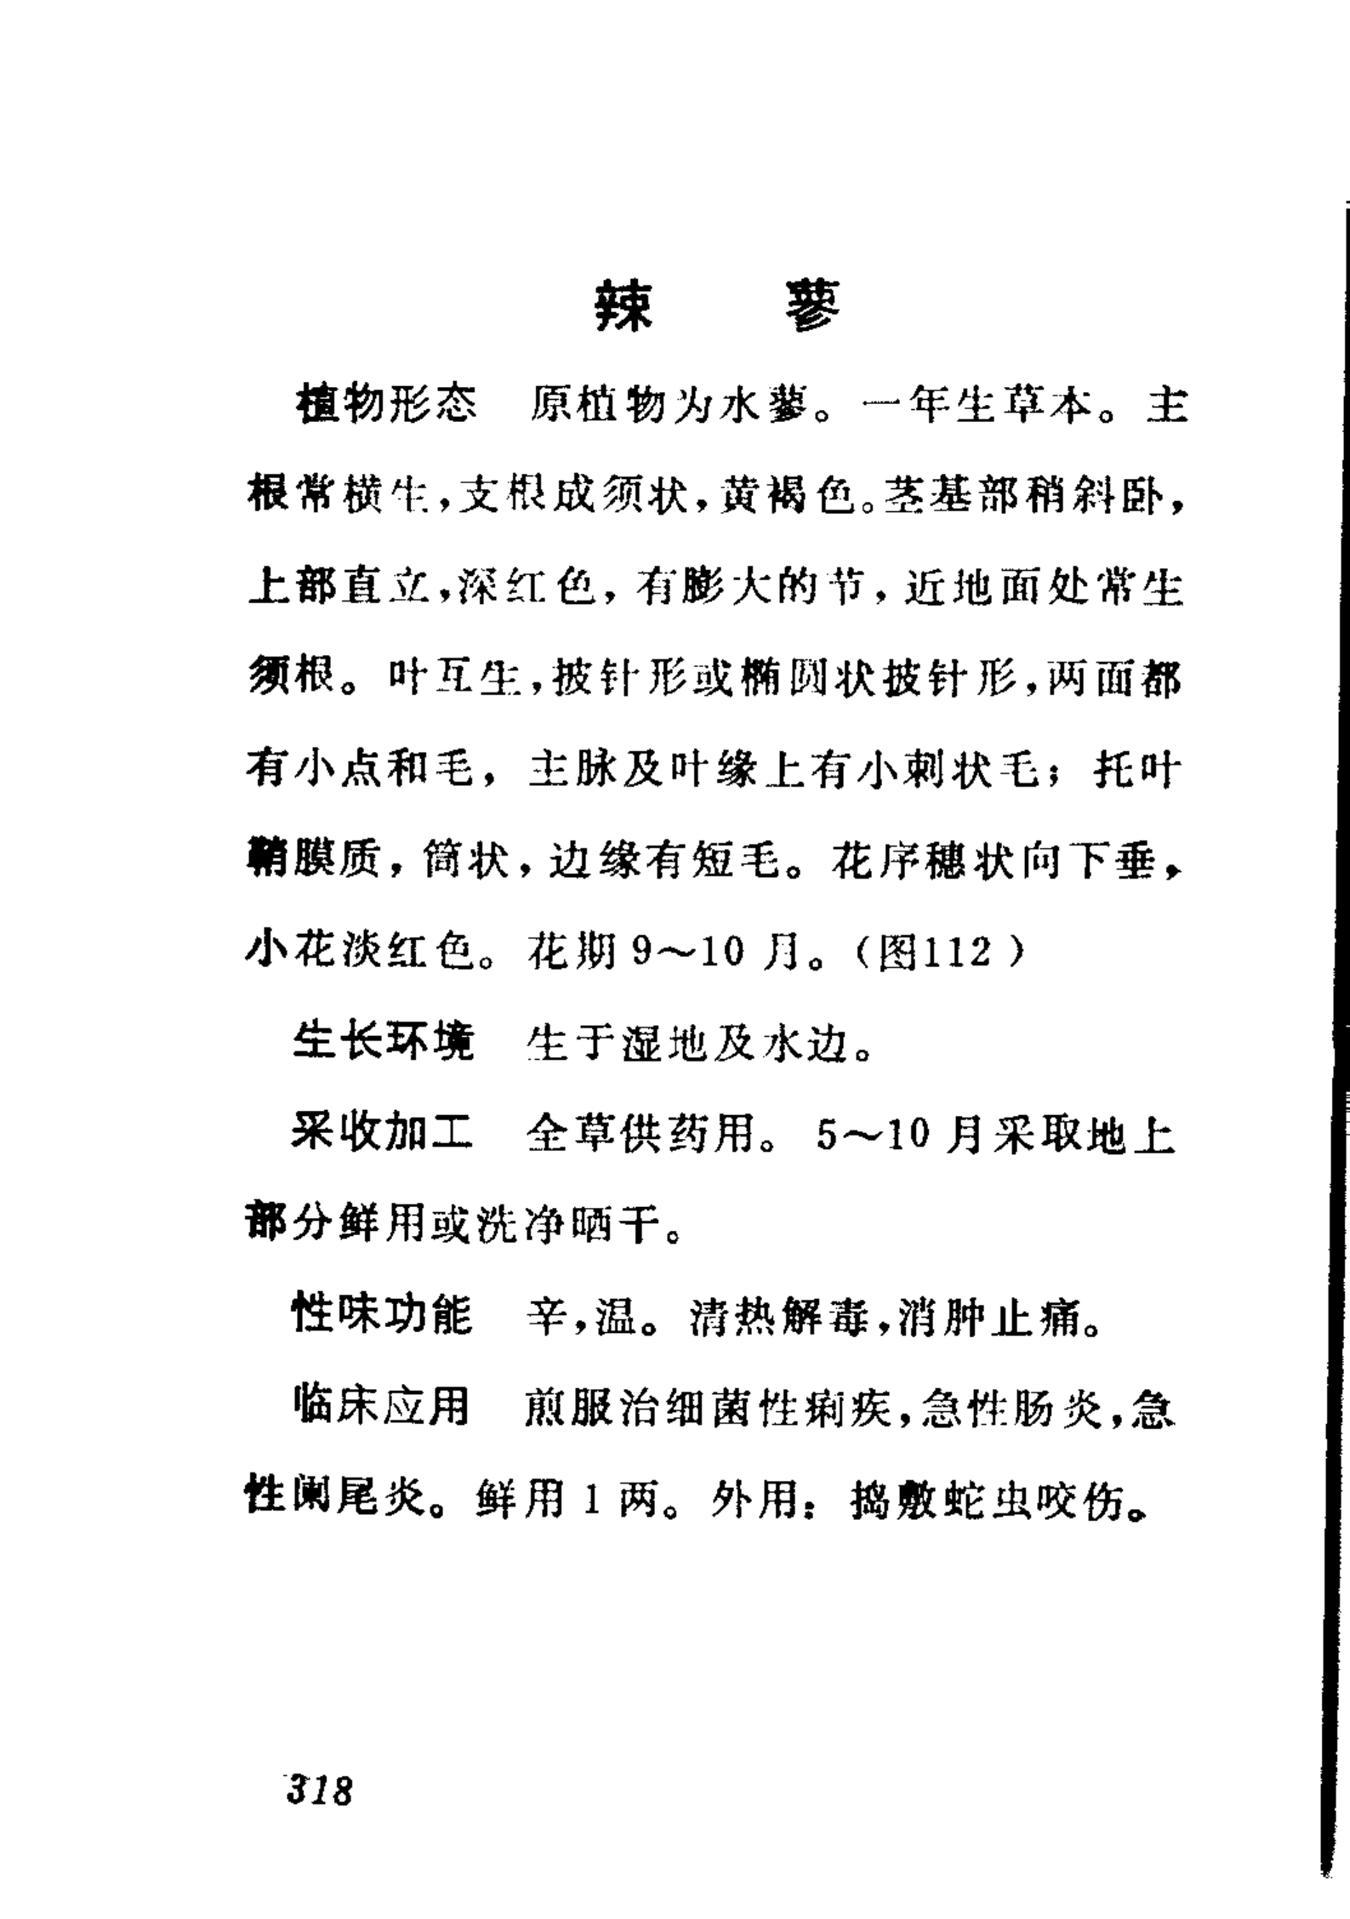 辣 蓼
植物形态 原植物为水蓼。一年生草本。主
根常横生,支根成须状,黄褐色。茎基部稍斜卧,
上部直立,深红色,有膨大的节,近地面处常生
须根。叶互生,披针形或椭圆状披针形,两面都
有小点和毛,主脉及叶缘上有小刺状毛;托叶
鞘膜质,筒状,边缘有短毛。花序穗状向下垂,
小花淡红色。花期9~10月。(图112)
生长环境 生于湿地及水边。
采收加工 全草供药用。5~10月采取地上
部分鲜用或洗净晒干。
性味功能 辛,温。清热解毒,消肿止痛。
临床应用 煎服治细菌性痢疾,急性肠炎,急
性阑尾炎。鲜用1两。外用:捣敷蛇虫咬伤。
318